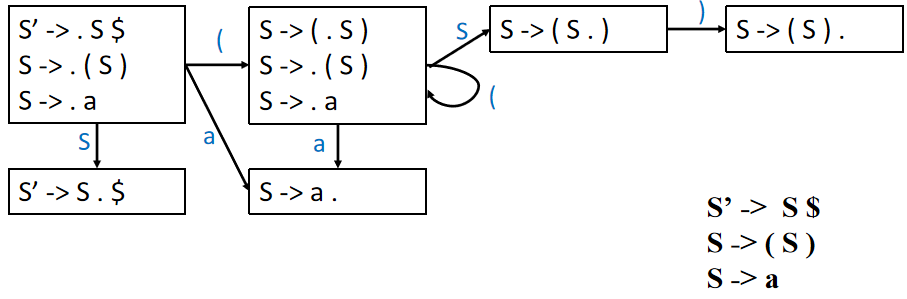 S' -> . S $
S -> . ( S )
S -> . a
(
S -> ( . S )
S -> . ( S )
S -> . a
S
S -> ( S . )
)
S -> ( S ) .
(
S
a
a
S' -> S . $
S -> a .
S' -> S $
S -> ( S )
S -> a